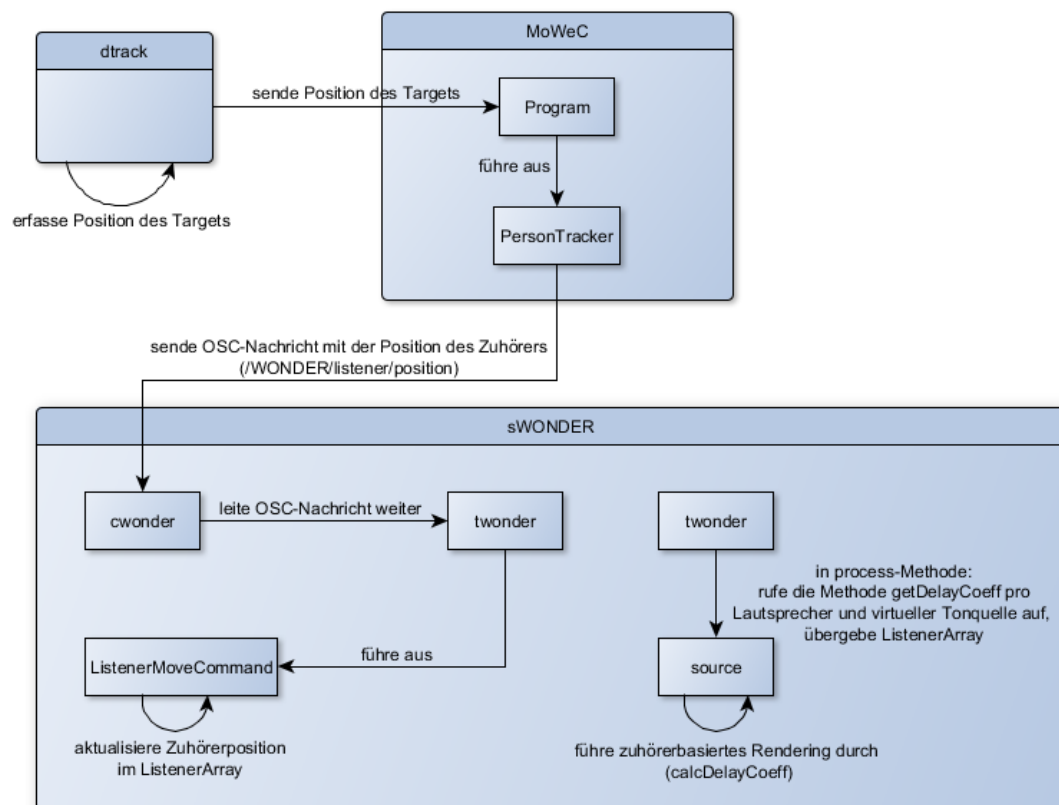 MoWeC
dtrack
sende Position des Targets
Program
führe aus
erfasse Position des Targets
PersonTracker
sende OSC-Nachricht mit der Position des Zuhörers
(/WONDER/listener/position)
sWONDER
cwonder
leite OSC-Nachricht weiter
twonder
twonder
in process-Methode:
rufe die Methode getDelayCoeff pro
Lautsprecher und virtueller Tonquelle auf,
übergebe ListenerArray
ListenerMoveCommand
führe aus
source
aktualisiere Zuhörerposition
im ListenerArray
führe zuhörerbasiertes Rendering durch
(calcDelayCoeff)